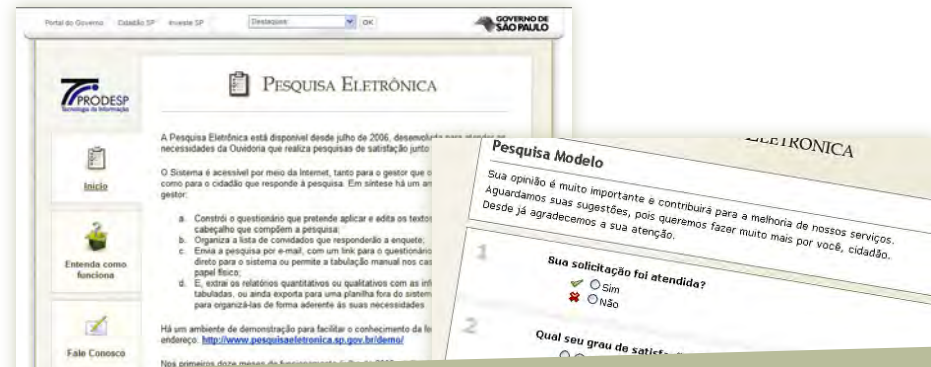 Portal do Governo Cidadão SP Investe SP Destaques: OK GOVERNO DE
SÃO PAULO
PRODESP
Tecnologia da Informação
PESQUISA ELETRÔNICA
Início
Entenda como
funciona
Fale Conosco
A Pesquisa Eletrônica está disponível desde julho de 2006, desenvolvida para atender as
necessidades da Ouvidoria que realiza pesquisas de satisfação junto
O Sistema é acessível por meio da Internet, tanto para o gestor que
como para o cidadão que responde à pesquisa. Em síntese há um
gestor:
a. Constrói o questionário que pretende aplicar e edita os textos
cabeçalho que compõem a pesquisa;
b. Organiza a lista de convidados que responderão a enquete;
c. Envia a pesquisa por e-mail, com um link para o questionário
direto para o sistema ou permite a tabulação manual nos
papel físico;
d. E, extrai os relatórios quantitativos ou qualitativos com as
tabuladas, ou ainda exporta para uma planilha fora do sistema
para organizá-las de forma aderente às suas necessidades.
Há um ambiente de demonstração para facilitar o conhecimento da
endereço: http://www.pesquisaeletronica.sp.gov.br/demo/
Nos primeiros doze meses de
ELETRÔNICA
Pesquisa Modelo
Sua opinião é muito importante e contribuirá para a melhoria de nossos serviços.
Aguardamos suas sugestões, pois queremos fazer muito mais por você, cidadão.
Desde já agradecemos a sua atenção.
1 Sua solicitação foi atendida?
Sim
Não
2 Qual seu grau de